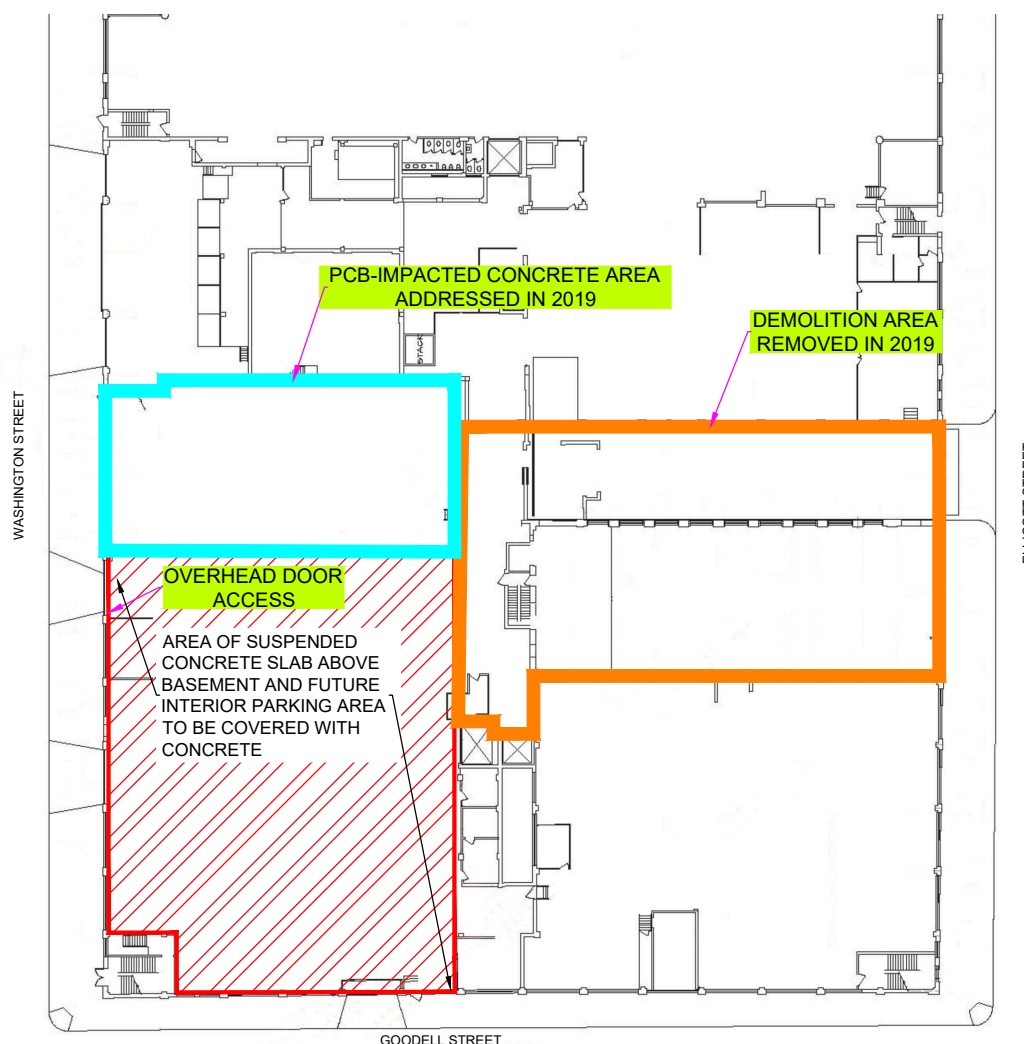 PCB-IMPACTED CONCRETE AREA
ADDRESSED IN 2019
DEMOLITION AREA
REMOVED IN 2019
STACK
WASHINGTON STREET
OVERHEAD DOOR
ACCESS
AREA OF SUSPENDED
CONCRETE SLAB ABOVE
BASEMENT AND FUTURE
INTERIOR PARKING AREA
TO BE COVERED WITH
CONCRETE
GOODELL STREET